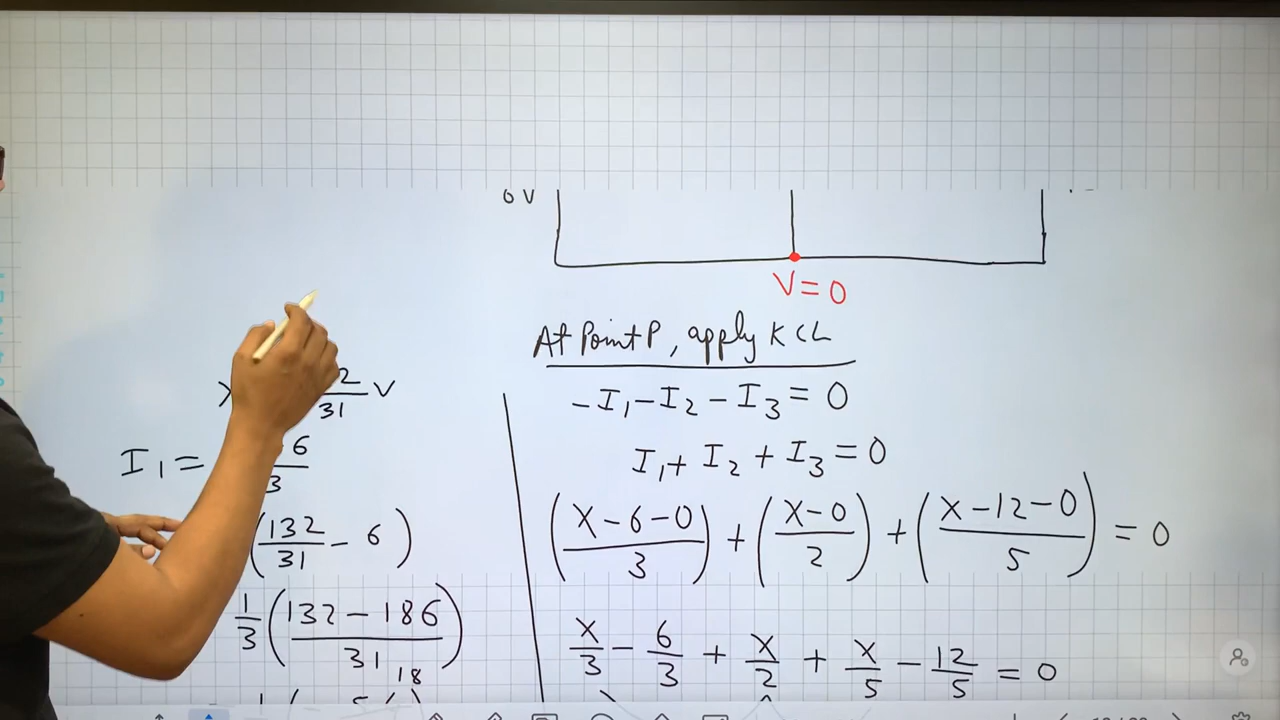 0 V
V = 0
At Point P, apply KCL
- I₁ - I₂ - I₃ = 0
I₁ + I₂ + I₃ = 0
(x - 6 - 0)/3 + (x - 0)/2 + (x - 12 - 0)/5 = 0
x/3 - 6/3 + x/2 + x/5 - 12/5 = 0
2/31 V
I₁ = 6/3
(132/31 - 6)
1/3 (132 - 186)/31
18